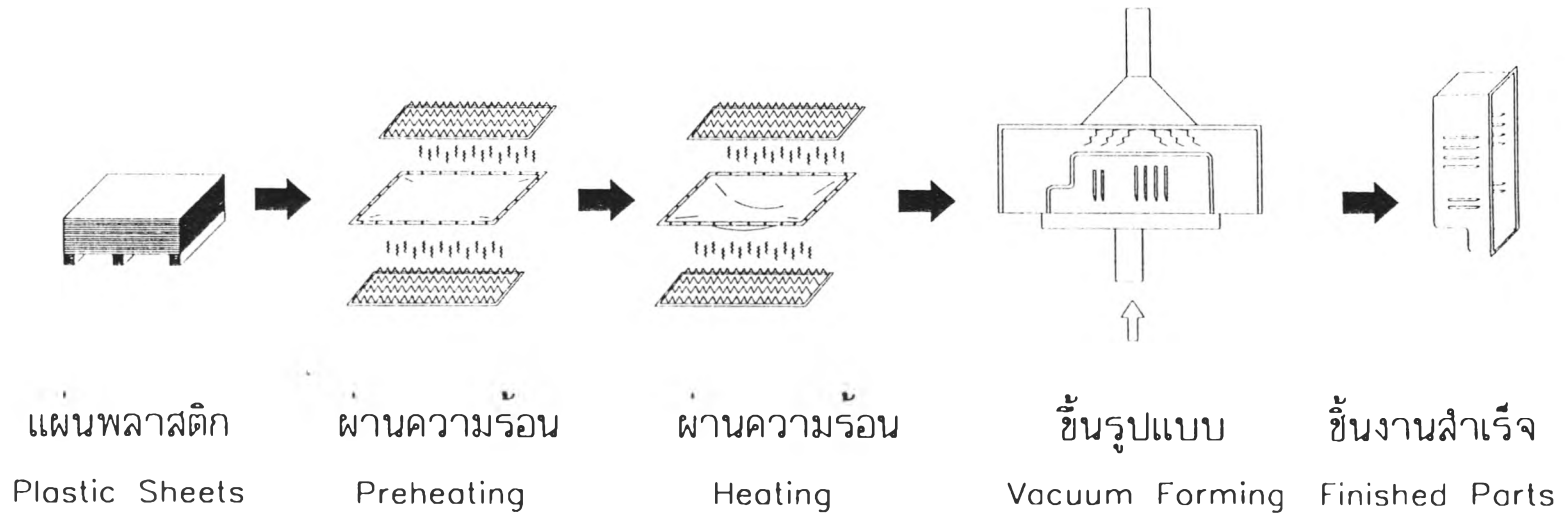 แผ่นพลาสติก
ผ่านความร้อน
ผ่านความร้อน
ขึ้นรูปแบบ
ชิ้นงานสำเร็จ
Plastic Sheets
Preheating
Heating
Vacuum Forming
Finished Parts